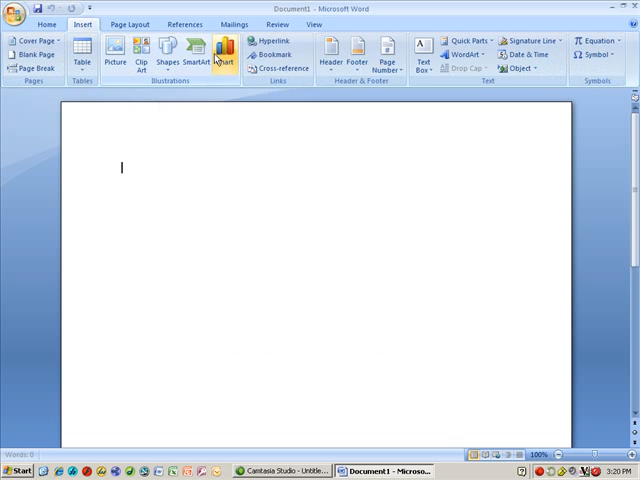 Document1 - Microsoft Word
Home Insert Page Layout References Mailings Review View
Cover Page
Blank Page
Page Break
Pages
Table
Tables
Picture
Clip Art
Shapes
SmartArt
Illustrations
Hyperlink
Bookmark
Cross-reference
Links
Header
Footer
Page Number
Header & Footer
Text Box
Quick Parts
WordArt
Drop Cap
Signature Line
Date & Time
Object
Text
Equation
Symbol
Symbols
Words: 0
100%
Start
Camtasia Studio - Untitle...
Document1 - Microso...
3:20 PM